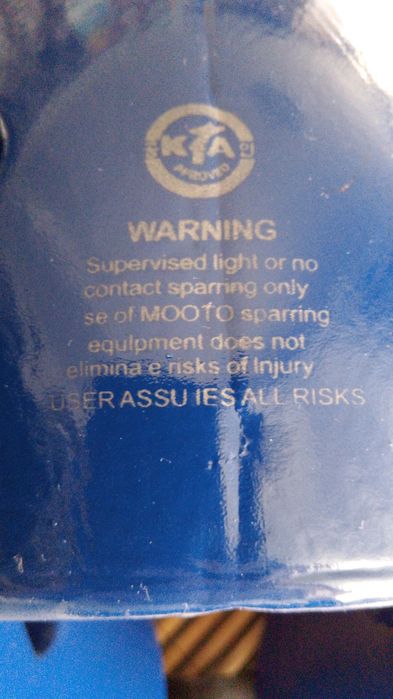 KTA
APROVED
WARNING
Supervised light or no
contact sparring only
se of MOOTO sparring
equipment does not
elimina e risks of Injury
USER ASSU IES ALL RISKS